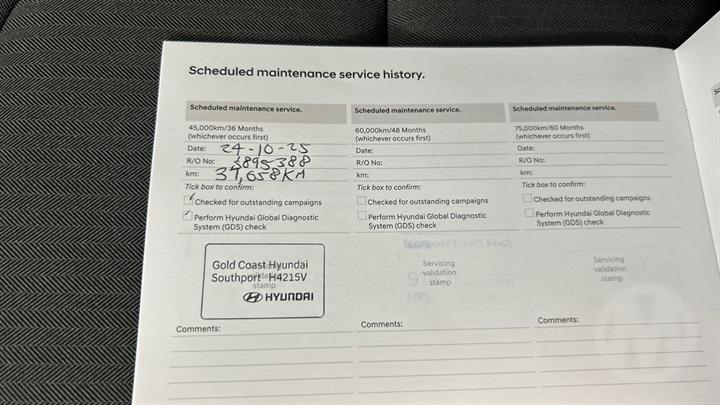 Scheduled maintenance service history.
Scheduled maintenance service.
45,000km/36 Months
(whichever occurs first)
Date: 24-10-25
R/O No: 3895388
km: 37,658KM
Tick box to confirm:
Checked for outstanding campaigns
Perform Hyundai Global Diagnostic
System (GDS) check
Gold Coast Hyundai
Southport H4215V
stamp
HYUNDAI
Comments:
Scheduled maintenance service.
60,000km/48 Months
(whichever occurs first)
Date:
R/O No:
km:
Tick box to confirm:
Checked for outstanding campaigns
Perform Hyundai Global Diagnostic
System (GDS) check
Servicing
validation
stamp
Comments:
Scheduled maintenance service.
75,000km/60 Months
(whichever occurs first)
Date:
R/O No:
km:
Tick box to confirm:
Checked for outstanding campaigns
Perform Hyundai Global Diagnostic
System (GDS) check
Servicing
validation
stamp
Comments: